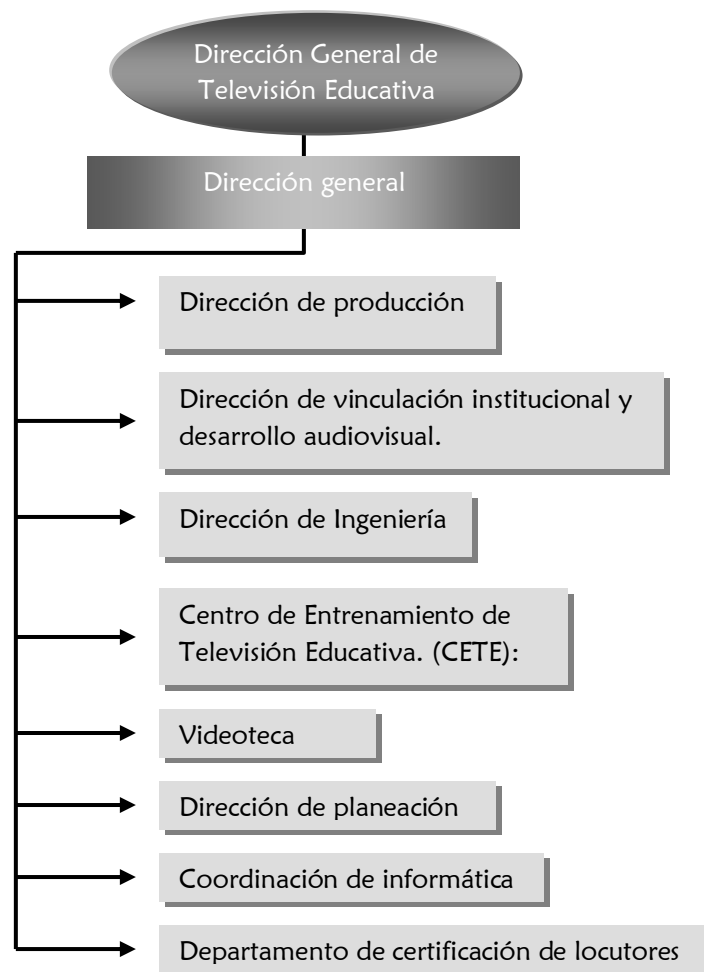 Dirección General de
Televisión Educativa
Dirección general
Dirección de producción
Dirección de vinculación institucional y
desarrollo audiovisual.
Dirección de Ingeniería
Centro de Entrenamiento de
Televisión Educativa. (CETE):
Videoteca
Dirección de planeación
Coordinación de informática
Departamento de certificación de locutores